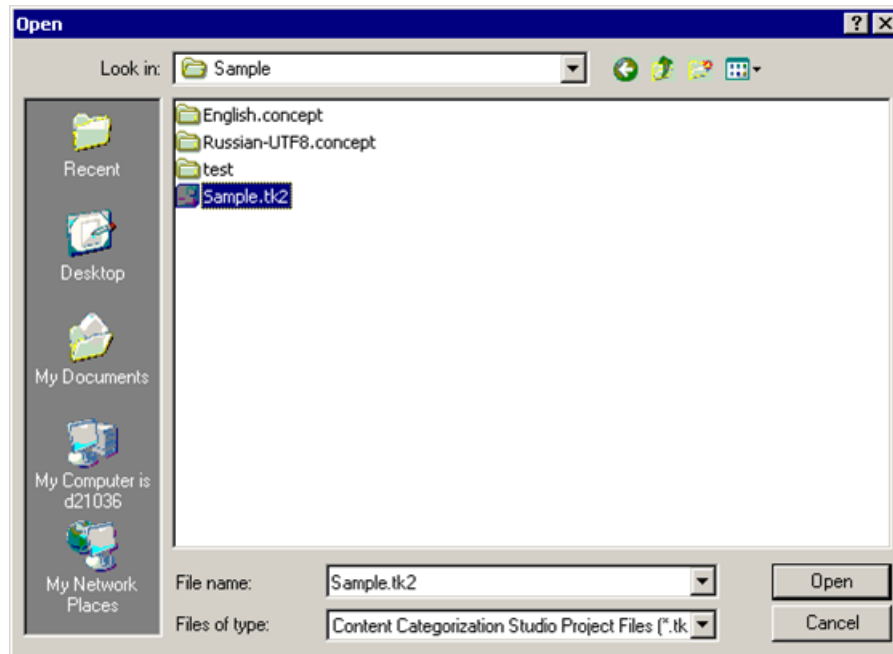 Open
Look in:
Sample
English.concept
Russian-UTF8.concept
test
Sample.tk2
Recent
Desktop
My Documents
My Computer is
d21036
My Network
Places
File name:
Sample.tk2
Open
Files of type:
Content Categorization Studio Project Files (*.tk
Cancel